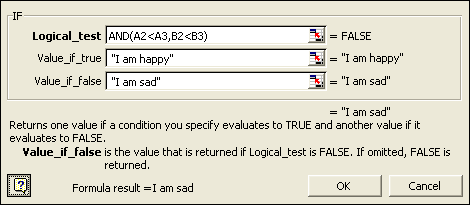 IF
Logical_test AND(A2<A3,B2<B3) = FALSE
Value_if_true "I am happy" = "I am happy"
Value_if_false "I am sad" = "I am sad"
= "I am sad"
Returns one value if a condition you specify evaluates to TRUE and another value if it
evaluates to FALSE.
Value_if_false is the value that is returned if Logical_test is FALSE. If omitted, FALSE is
returned.
? Formula result =I am sad OK Cancel